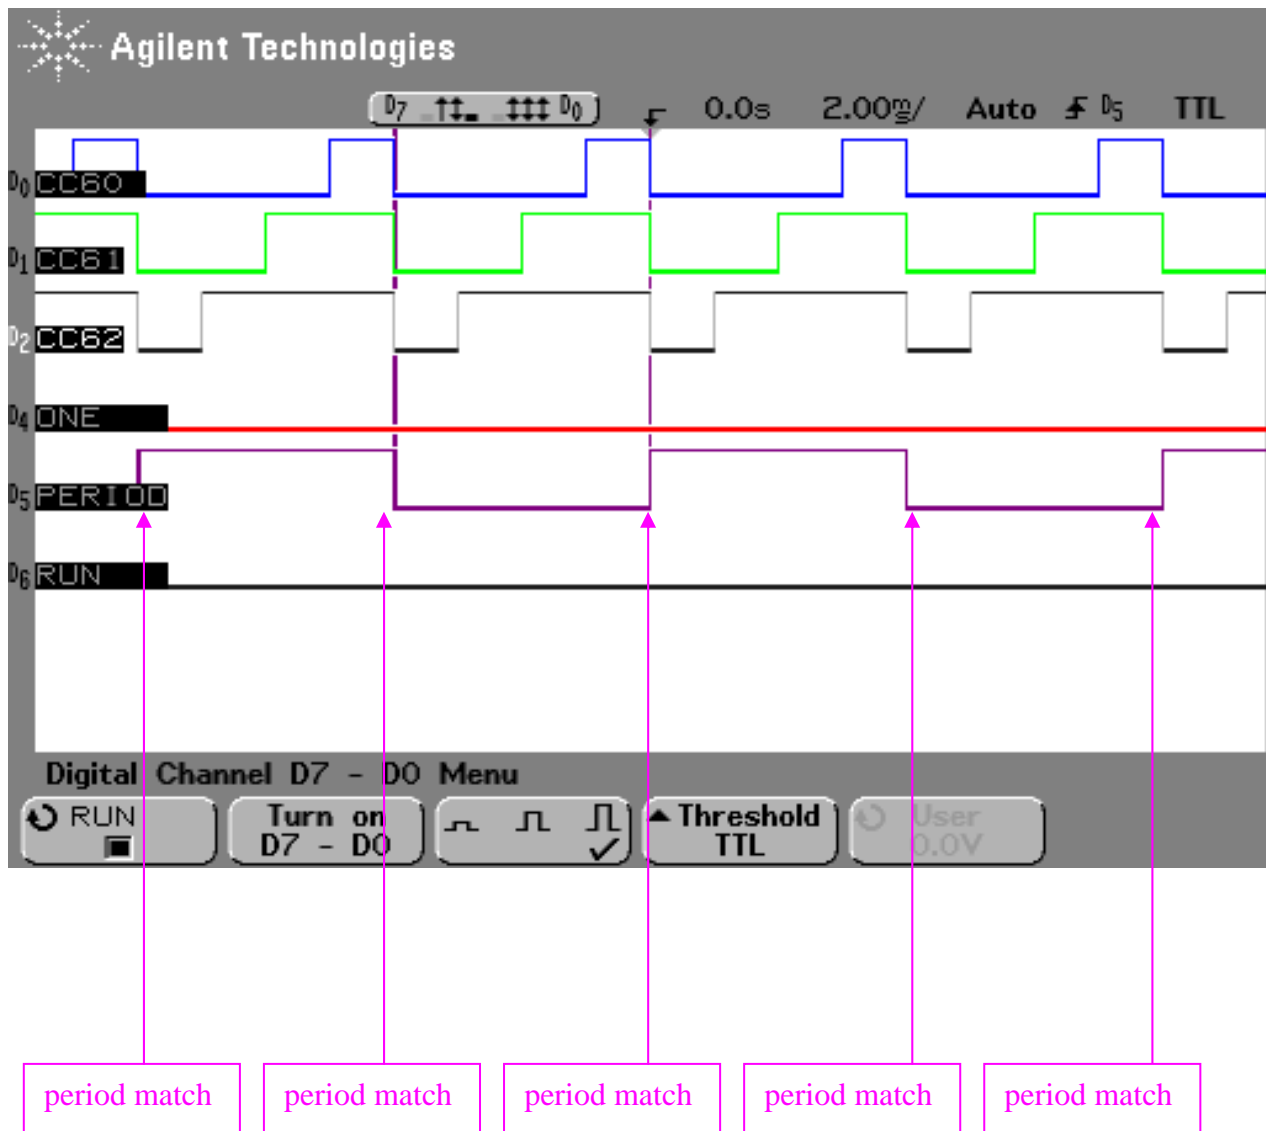 Agilent Technologies
D7 D0 0.0s 2.00ms/ Auto D5 TTL
D0 CC60
D1 CC61
D2 CC62
D4 ONE
D5 PERIOD
D6 RUN
Digital Channel D7 - D0 Menu
RUN
Turn on
D7 - D0
Threshold
TTL
User
0.0V
period match
period match
period match
period match
period match